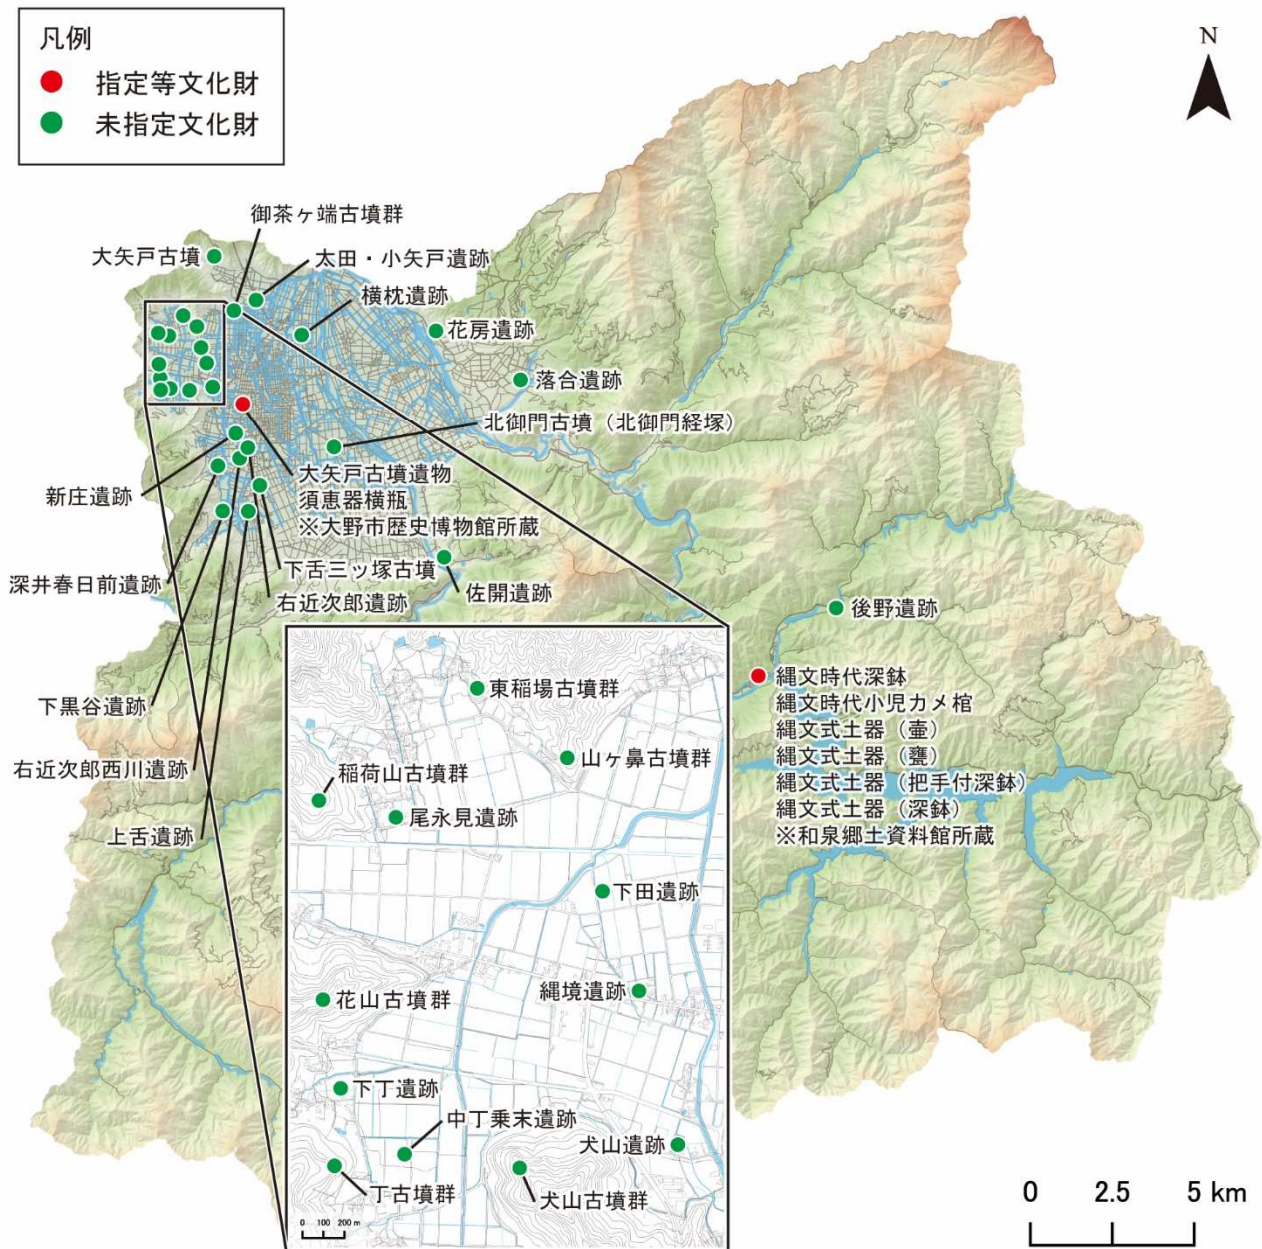 凡例
指定等文化財
未指定文化財
N
御茶ヶ端古墳群
大矢戸古墳
太田・小矢戸遺跡
横枕遺跡
花房遺跡
落合遺跡
北御門古墳（北御門経塚）
大矢戸古墳遺物
須恵器横瓶
※大野市歴史博物館所蔵
新庄遺跡
下舌三ッ塚古墳
深井春日前遺跡
佐開遺跡
右近次郎遺跡
後野遺跡
下黒谷遺跡
右近次郎西川遺跡
上舌遺跡
縄文時代深鉢
縄文時代小児カメ棺
縄文式土器（壷）
縄文式土器（甕）
縄文式土器（把手付深鉢）
縄文式土器（深鉢）
※和泉郷土資料館所蔵
東稲場古墳群
山ヶ鼻古墳群
稲荷山古墳群
尾永見遺跡
下田遺跡
縄境遺跡
花山古墳群
下丁遺跡
中丁乗末遺跡
犬山遺跡
丁古墳群
犬山古墳群
0 100 200 m
0 2.5 5 km